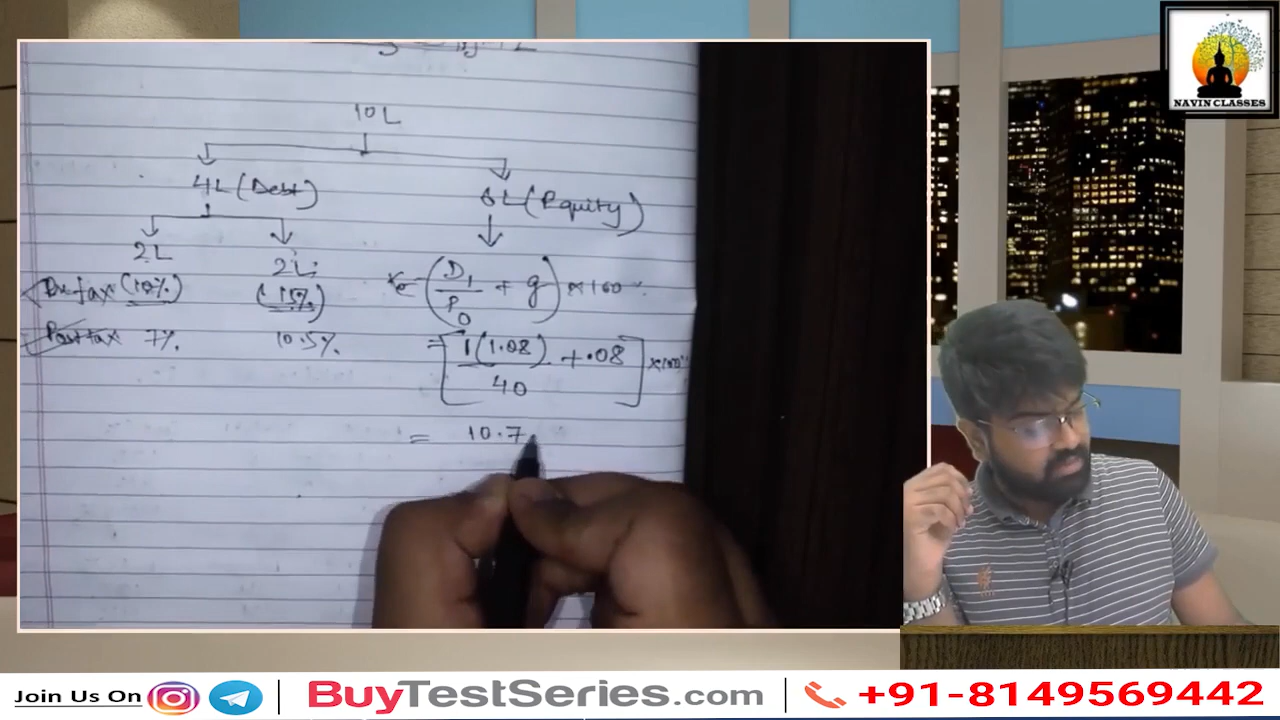 10L
4L (Debt)
6L (Equity)
2L
2L
Pre tax (10%)
(15%)
Ke (D1/P0 + g) × 100%
Post tax 7%
10.5%
= [1(1.08)/40 + .08] × 100%
= 10.7
NAVIN CLASSES
Join Us On BuyTestSeries.com +91-8149569442